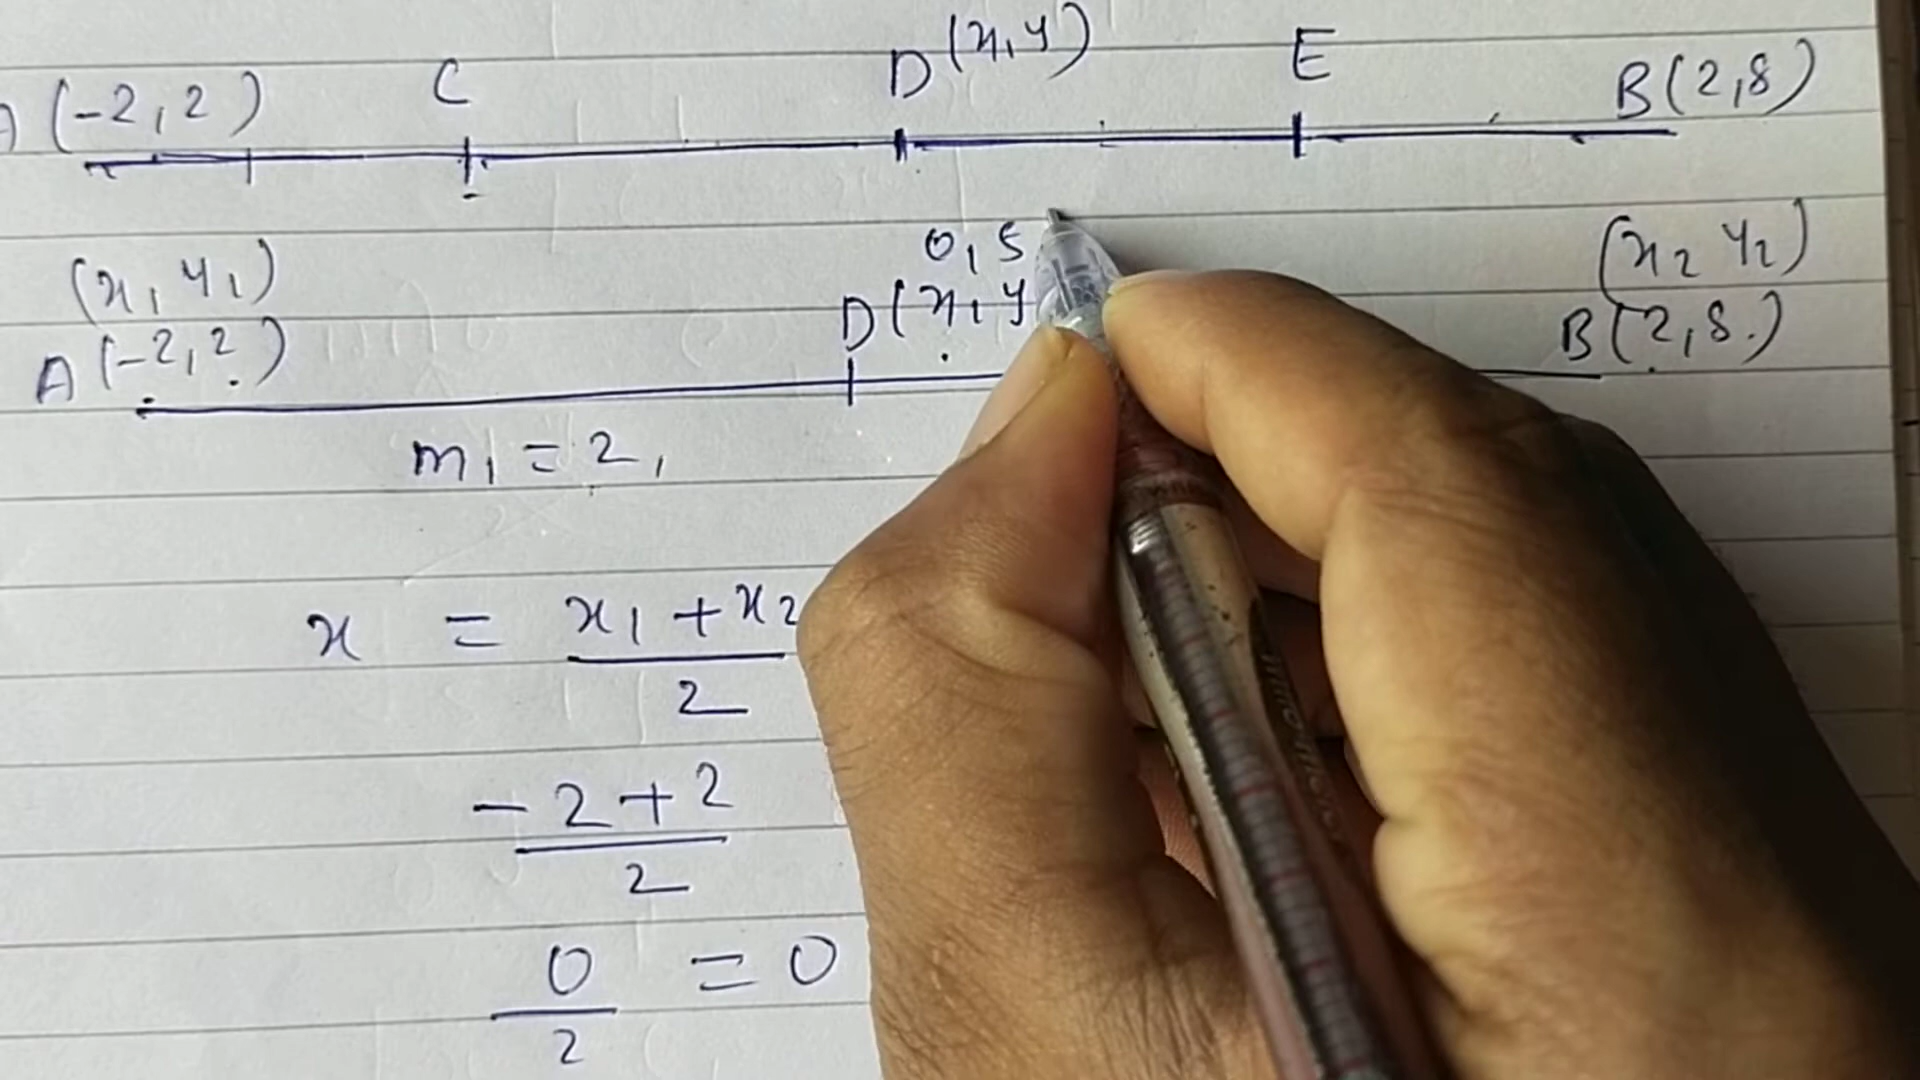 A (-2, 2) C D (x, y) E B (2, 8)
0, 5
(x1 y1) (x2 y2)
A (-2, 2) D (x, y B (2, 8)
m1 = 2,
x = x1 + x2
2
-2 + 2
2
0 = 0
2